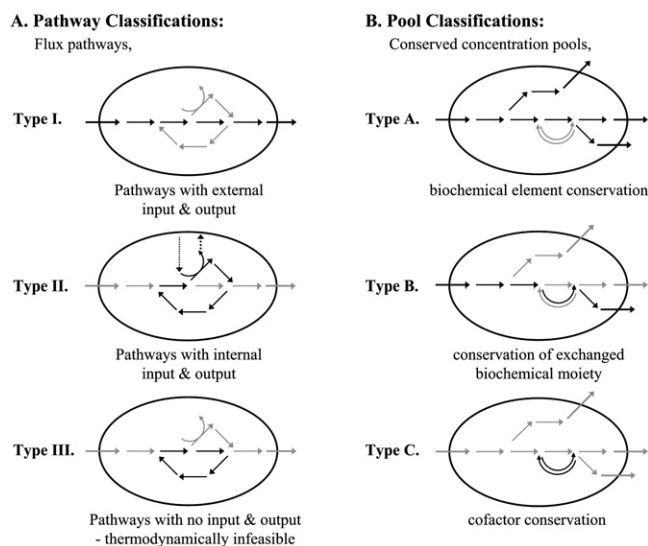 A. Pathway Classifications:
Flux pathways,
Type I.
Pathways with external
input & output
Type II.
Pathways with internal
input & output
Type III.
Pathways with no input & output
- thermodynamically infeasible
B. Pool Classifications:
Conserved concentration pools,
Type A.
biochemical element conservation
Type B.
conservation of exchanged
biochemical moiety
Type C.
cofactor conservation